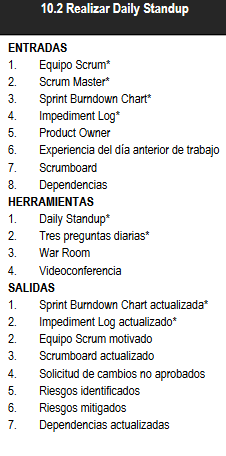 10.2 Realizar Daily Standup
ENTRADAS
1. Equipo Scrum*
2. Scrum Master*
3. Sprint Burndown Chart*
4. Impediment Log*
5. Product Owner
6. Experiencia del día anterior de trabajo
7. Scrumboard
8. Dependencias
HERRAMIENTAS
1. Daily Standup*
2. Tres preguntas diarias*
3. War Room
4. Videoconferencia
SALIDAS
1. Sprint Burndown Chart actualizada*
2. Impediment Log actualizado*
2. Equipo Scrum motivado
3. Scrumboard actualizado
4. Solicitud de cambios no aprobados
5. Riesgos identificados
6. Riesgos mitigados
7. Dependencias actualizadas